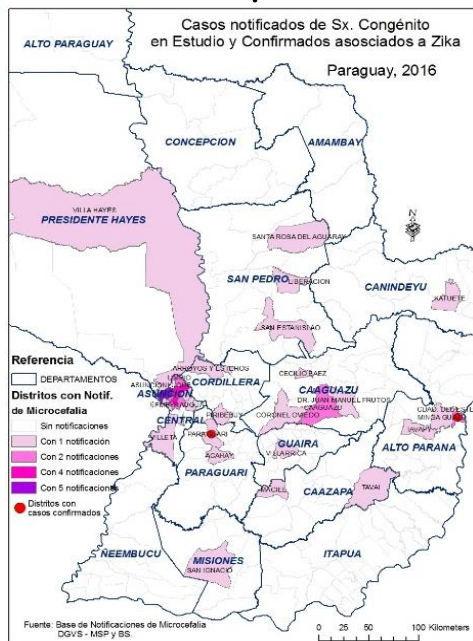 Casos notificados de Sx. Congénito
en Estudio y Confirmados asosciados a Zika
Paraguay, 2016
ALTO PARAGUAY
CONCEPCION
AMAMBAY
VILLA HAYES
PRESIDENTE HAYES
N
SANTA ROSA DEL AGUARAY
SAN PEDRO
LIBERACION
CANINDEYU
KATUETE
SAN ESTANISLAO
ARROYOS Y ESTEROS
CECILIO BAEZ
CORDILLERA
CAAGUAZU
ASUNCION
DR. JUAN MANUEL FRUTOS
CAAGUAZU
CORONEL OVIEDO
PIRIBEBUY
CENTRAL
GUAIRA
ALTO PARANA
VILLETA
PARAGUARI
VILLARRICA
ACAHAY
PARAGUARI
MACIEL
CAAZAPA
TAVAI
ÑEEMBUCU
MISIONES
SAN IGNACIO
ITAPUA
Referencia
DEPARTAMENTOS
Distritos con Notif.
de Microcefalia
Sin notificaciones
Con 1 notificación
Con 2 notificaciones
Con 4 notificaciones
Con 5 notificaciones
Distritos con
casos confirmados
Fuente: Base de Notificaciones de Microcefalia
DGVS - MSP y BS.
0 25 50 100 Kilometers